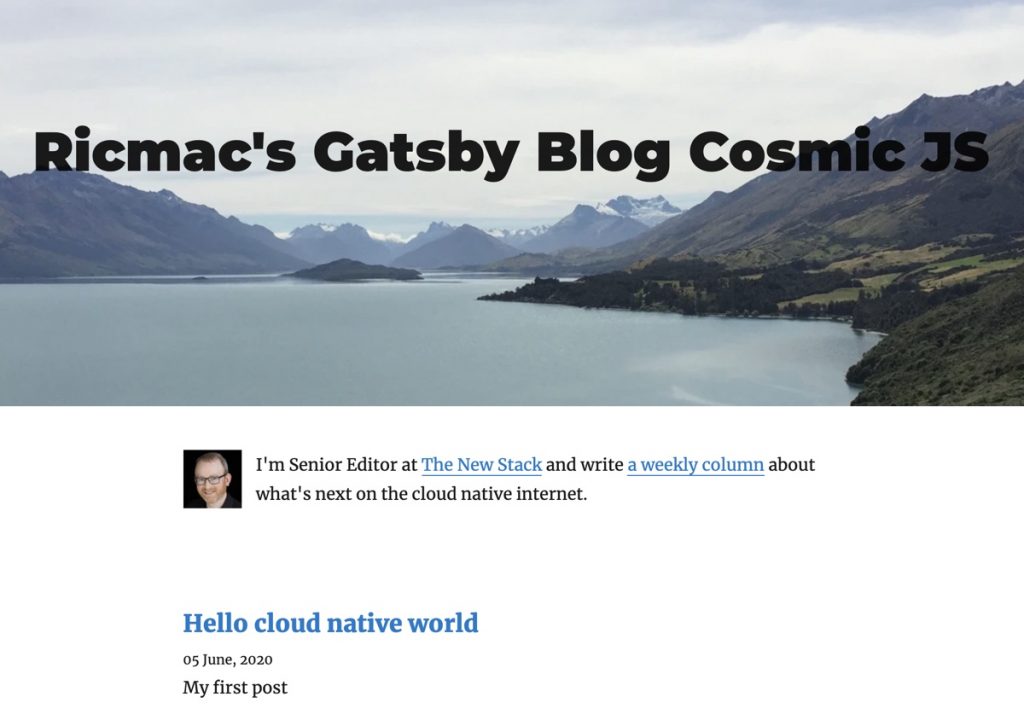 Ricmac's Gatsby Blog Cosmic JS
I'm Senior Editor at The New Stack and write a weekly column about
what's next on the cloud native internet.
Hello cloud native world
05 June, 2020
My first post